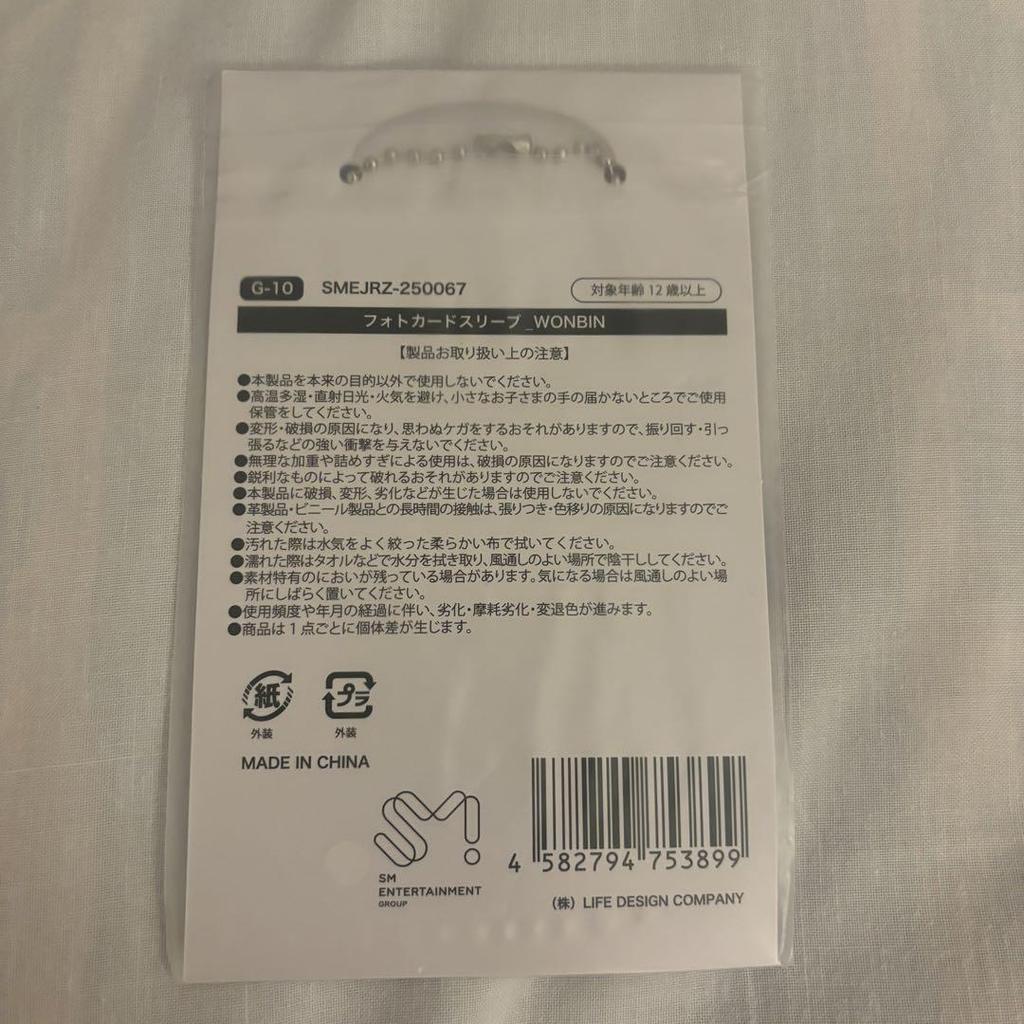 G-10 SMEJRZ-250067 対象年齢12歳以上
フォトカードスリーブ_WONBIN
【製品お取り扱い上の注意】
●本製品を本来の目的以外で使用しないでください。
●高温多湿・直射日光・火気を避け、小さなお子さまの手の届かないところでご使用
保管をしてください。
●変形・破損の原因になり、思わぬケガをするおそれがありますので、振り回す・引っ
張るなどの強い衝撃を与えないでください。
●無理な加重や詰めすぎによる使用は、破損の原因になりますのでご注意ください。
●鋭利なものによって破れるおそれがありますのでご注意ください。
●本製品に破損、変形、劣化などが生じた場合は使用しないでください。
●革製品・ビニール製品との長時間の接触は、張りつき・色移りの原因になりますのでご
注意ください。
●汚れた際は水気をよく絞った柔らかい布で拭いてください。
●濡れた際はタオルなどで水分を拭き取り、風通しのよい場所で陰干ししてください。
●素材特有のにおいが残っている場合があります。気になる場合は風通しのよい場
所にしばらく置いてください。
●使用頻度や年月の経過に伴い、劣化・摩耗劣化・変退色が進みます。
●商品は1点ごとに個体差が生じます。
紙 プラ
外装 外装
MADE IN CHINA
SM
ENTERTAINMENT
GROUP
4 582794 753899
（株）LIFE DESIGN COMPANY